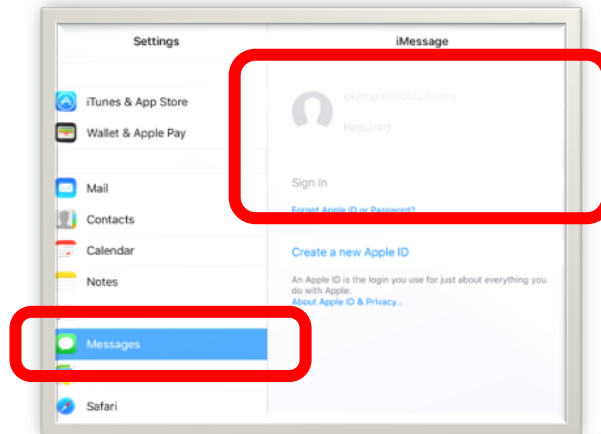 Settings
iMessage
iTunes & App Store
Wallet & Apple Pay
Mail
Contacts
Calendar
Notes
Messages
Safari
example@icloud.com
Required
Sign In
Forgot Apple ID or Password?
Create a new Apple ID
An Apple ID is the login you use for just about everything you
do with Apple.
About Apple ID & Privacy...